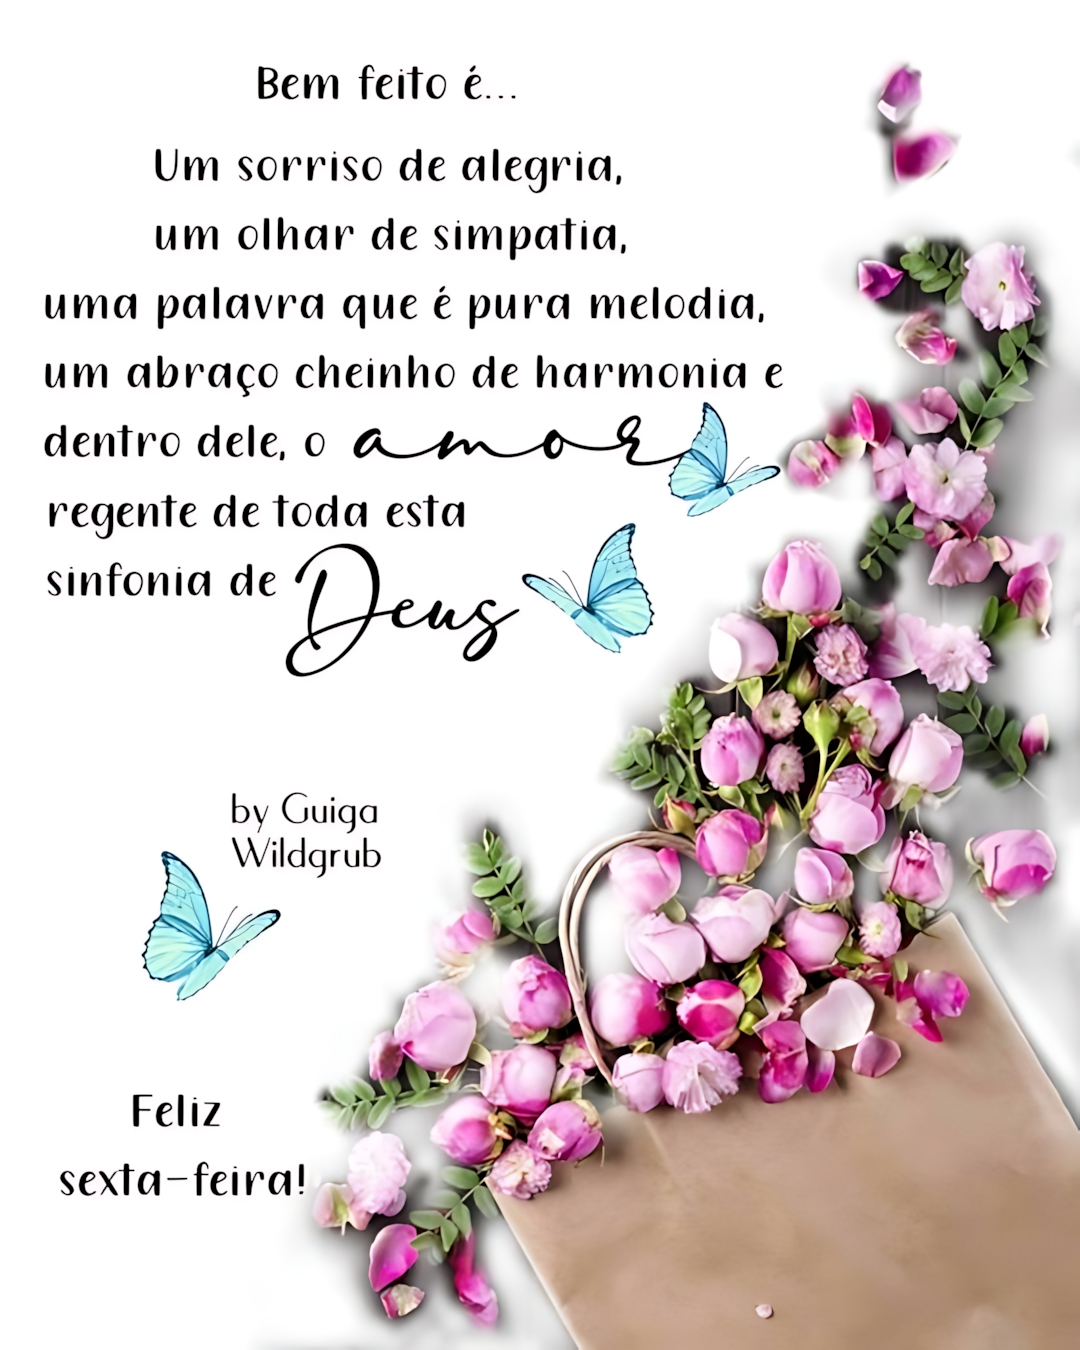 Bem feito é...
Um sorriso de alegria,
um olhar de simpatia,
uma palavra que é pura melodia,
um abraço cheinho de harmonia e
dentro dele, o amor
regente de toda esta
sinfonia de Deus
by Guiga
Wildgrub
Feliz
sexta-feira!